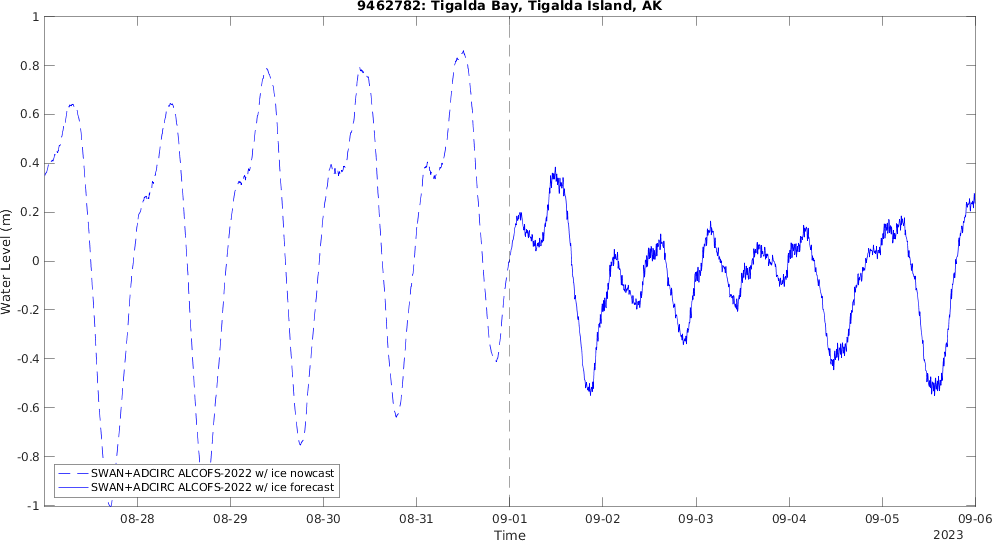 9462782: Tigalda Bay, Tigalda Island, AK
Water Level (m)
1
0.8
0.6
0.4
0.2
0
-0.2
-0.4
-0.6
-0.8
-1
SWAN+ADCIRC ALCOFS-2022 w/ ice nowcast
SWAN+ADCIRC ALCOFS-2022 w/ ice forecast
08-28 08-29 08-30 08-31 09-01 09-02 09-03 09-04 09-05 09-06
Time
2023